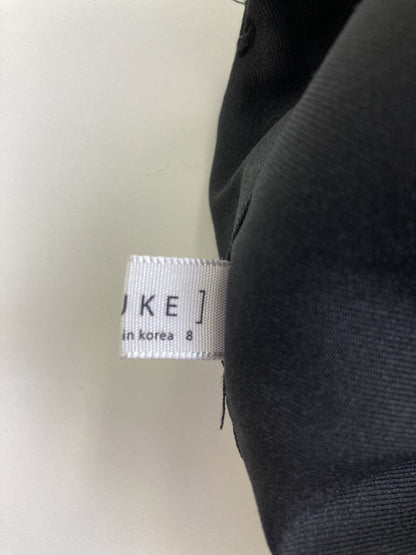 UKE ]
in korea 8